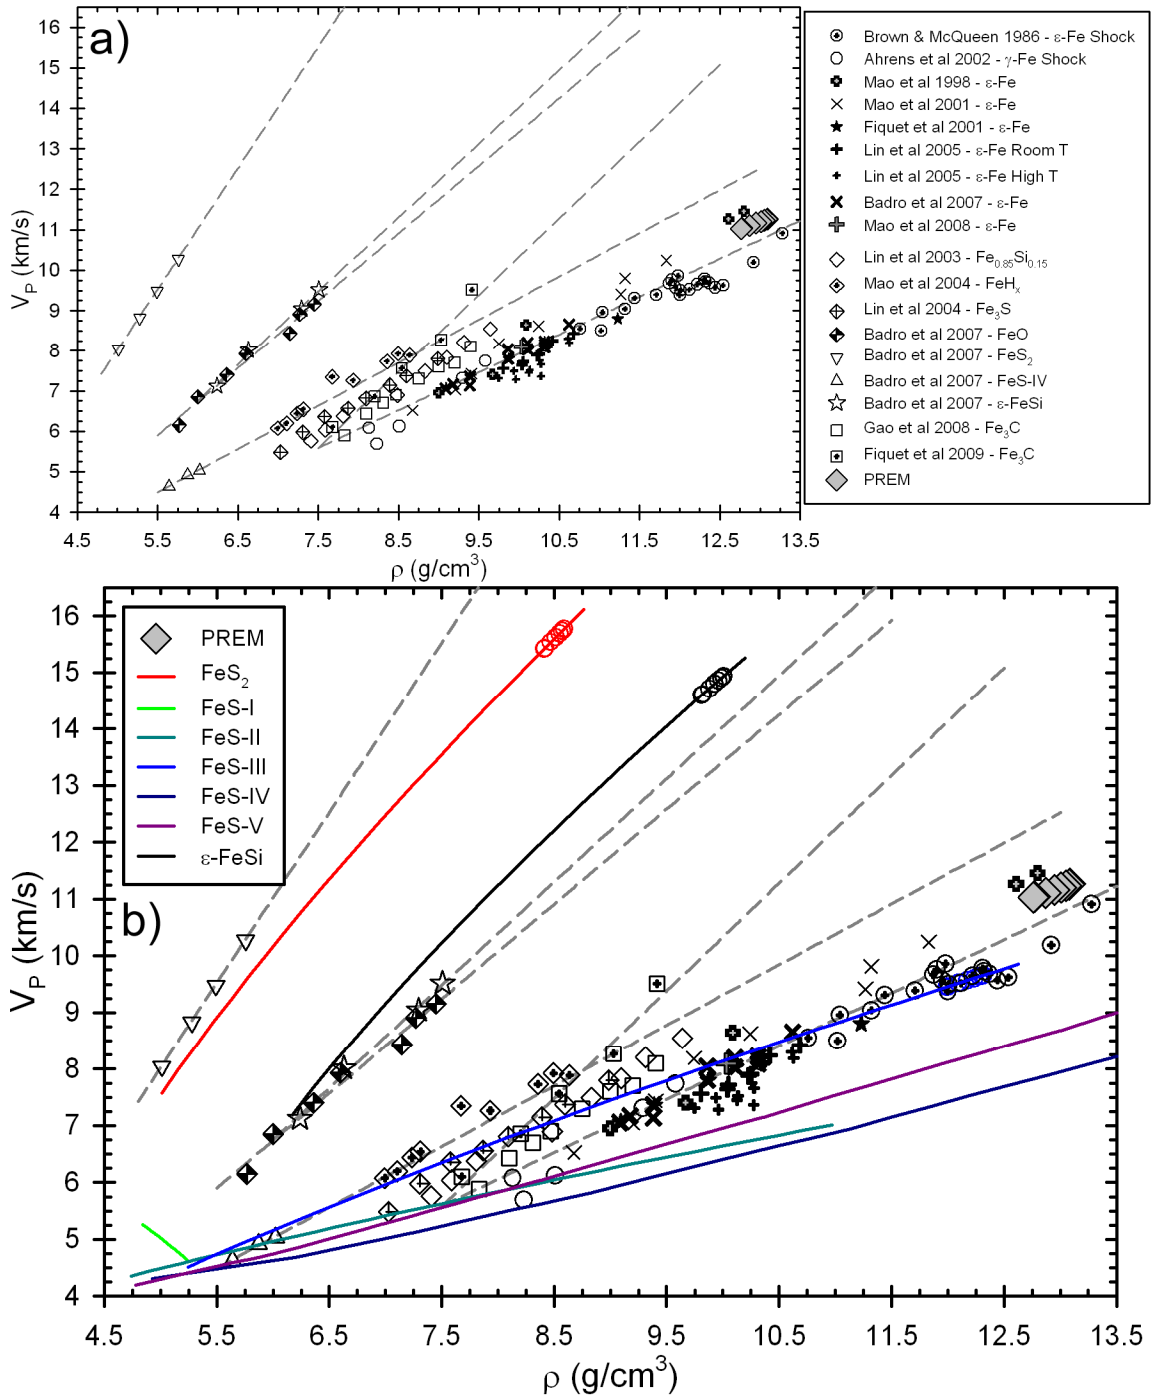 a)
16
15
14
13
12
11
10
9
8
7
6
5
4
V_P (km/s)
4.5 5.5 6.5 7.5 8.5 9.5 10.5 11.5 12.5 13.5
ρ (g/cm³)
Brown & McQueen 1986 - ε-Fe Shock
Ahrens et al 2002 - γ-Fe Shock
Mao et al 1998 - ε-Fe
Mao et al 2001 - ε-Fe
Fiquet et al 2001 - ε-Fe
Lin et al 2005 - ε-Fe Room T
Lin et al 2005 - ε-Fe High T
Badro et al 2007 - ε-Fe
Mao et al 2008 - ε-Fe
Lin et al 2003 - Fe₀.₈₅Si₀.₁₅
Mao et al 2004 - FeHₓ
Lin et al 2004 - Fe₃S
Badro et al 2007 - FeO
Badro et al 2007 - FeS₂
Badro et al 2007 - FeS-IV
Badro et al 2007 - ε-FeSi
Gao et al 2008 - Fe₃C
Fiquet et al 2009 - Fe₃C
PREM
PREM
FeS₂
FeS-I
FeS-II
FeS-III
FeS-IV
FeS-V
ε-FeSi
b)
16
15
14
13
12
11
10
9
8
7
6
5
4
V_P (km/s)
4.5 5.5 6.5 7.5 8.5 9.5 10.5 11.5 12.5 13.5
ρ (g/cm³)